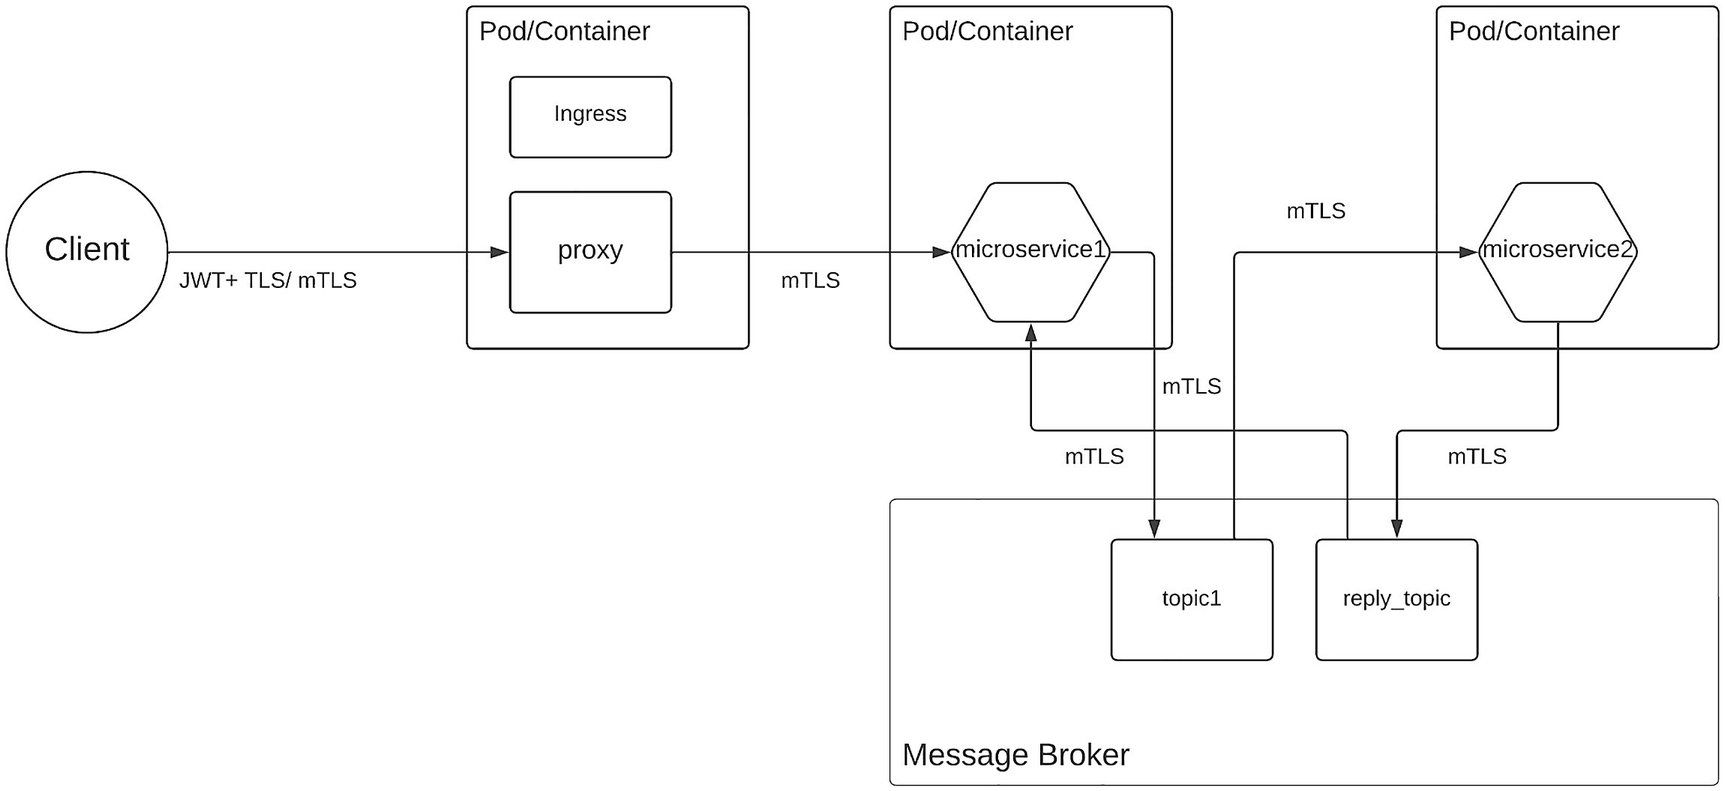 Pod/Container
Pod/Container
Pod/Container
Ingress
Client
proxy
microservice1
microservice2
mTLS
JWT+ TLS/ mTLS
mTLS
mTLS
mTLS
mTLS
topic1
reply_topic
Message Broker